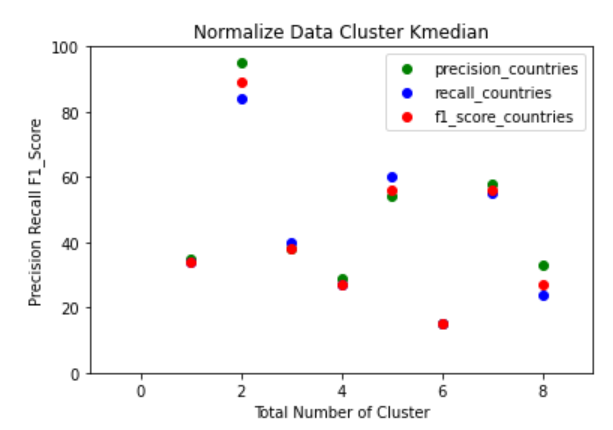 Normalize Data Cluster Kmedian
100
80
60
40
20
0
Precision Recall F1_Score
precision_countries
recall_countries
f1_score_countries
0 2 4 6 8
Total Number of Cluster